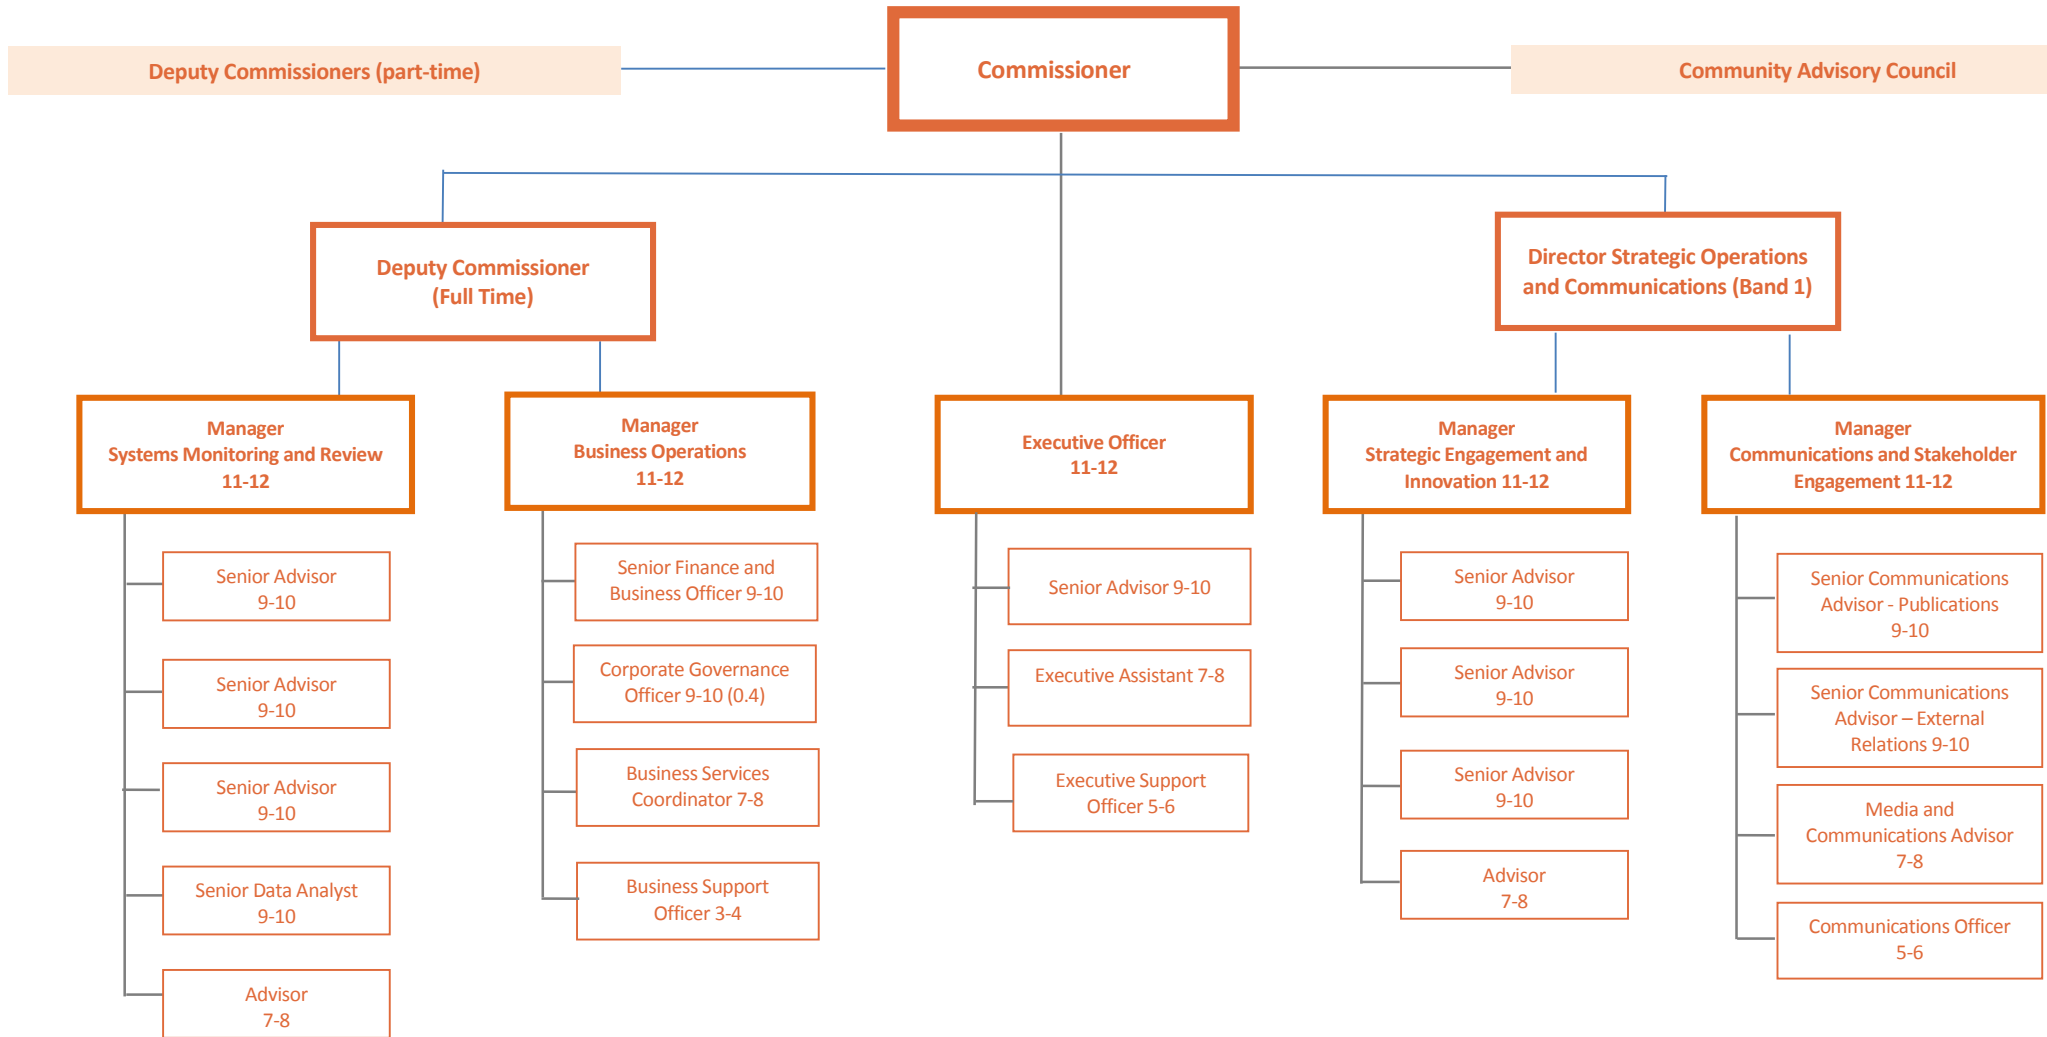 Deputy Commissioners (part-time)
Commissioner
Community Advisory Council
Deputy Commissioner
(Full Time)
Director Strategic Operations
and Communications (Band 1)
Manager
Systems Monitoring and Review
11-12
Manager
Business Operations
11-12
Executive Officer
11-12
Manager
Strategic Engagement and
Innovation 11-12
Manager
Communications and Stakeholder
Engagement 11-12
Senior Advisor
9-10
Senior Advisor
9-10
Senior Advisor
9-10
Senior Data Analyst
9-10
Advisor
7-8
Senior Finance and
Business Officer 9-10
Corporate Governance
Officer 9-10 (0.4)
Business Services
Coordinator 7-8
Business Support
Officer 3-4
Senior Advisor 9-10
Executive Assistant 7-8
Executive Support
Officer 5-6
Senior Advisor
9-10
Senior Advisor
9-10
Senior Advisor
9-10
Advisor
7-8
Senior Communications
Advisor - Publications
9-10
Senior Communications
Advisor – External
Relations 9-10
Media and
Communications Advisor
7-8
Communications Officer
5-6